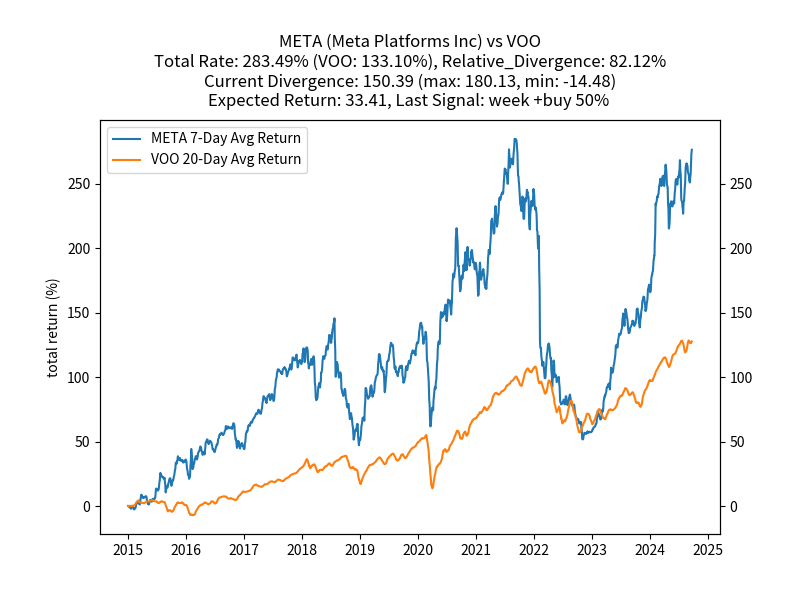 META (Meta Platforms Inc) vs VOO
Total Rate: 283.49% (VOO: 133.10%), Relative_Divergence: 82.12%
Current Divergence: 150.39 (max: 180.13, min: -14.48)
Expected Return: 33.41, Last Signal: week +buy 50%
META 7-Day Avg Return
VOO 20-Day Avg Return
total return (%)
250 250
200 200
150 150
100 100
50 50
0 0
2015 2016 2017 2018 2019 2020 2021 2022 2023 2024 2025